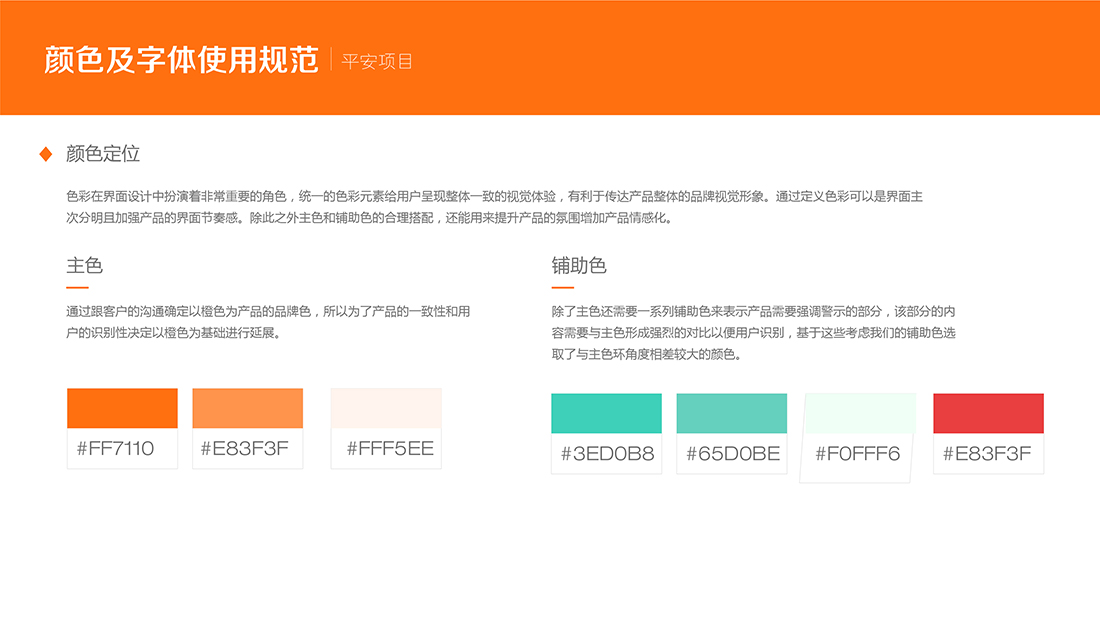 颜色及字体使用规范 平安项目
颜色定位
色彩在界面设计中扮演着非常重要的角色，统一的色彩元素给用户呈现整体一致的视觉体验，有利于传达产品整体的品牌视觉形象。通过定义色彩可以是界面主
次分明且加强产品的界面节奏感。除此之外主色和铺助色的合理搭配，还能用来提升产品的氛围增加产品情感化。
主色
通过跟客户的沟通确定以橙色为产品的品牌色，所以为了产品的一致性和用
户的识别性决定以橙色为基础进行延展。
#FF7110
#E83F3F
#FFF5EE
铺助色
除了主色还需要一系列铺助色来表示产品需要强调警示的部分，该部分的内
容需要与主色形成强烈的对比以便用户识别，基于这些考虑我们的铺助色选
取了与主色环角度相差较大的颜色。
#3ED0B8
#65D0BE
#F0FFF6
#E83F3F